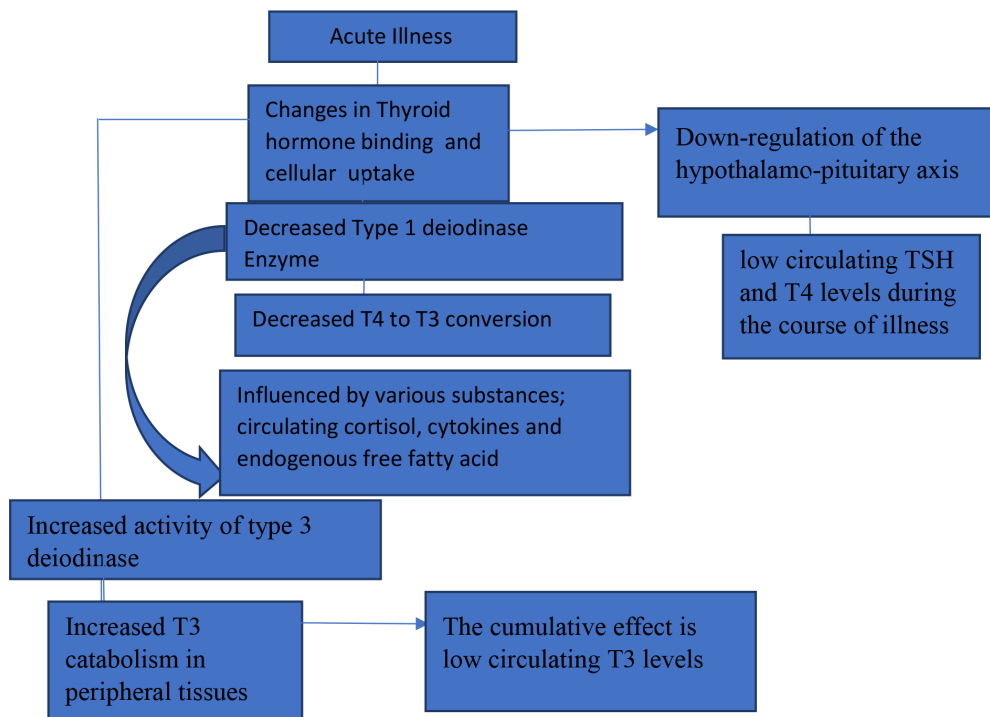 Acute Illness
Changes in Thyroid
hormone binding and
cellular uptake
Down-regulation of the
hypothalamo-pituitary axis
Decreased Type 1 deiodinase
Enzyme
low circulating TSH
and T4 levels during
the course of illness
Decreased T4 to T3 conversion
Influenced by various substances;
circulating cortisol, cytokines and
endogenous free fatty acid
Increased activity of type 3
deiodinase
Increased T3
catabolism in
peripheral tissues
The cumulative effect is
low circulating T3 levels